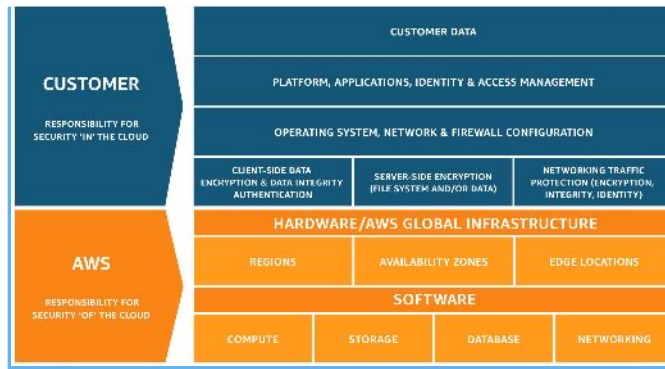 CUSTOMER
RESPONSIBILITY FOR
SECURITY 'IN' THE CLOUD
CUSTOMER DATA
PLATFORM, APPLICATIONS, IDENTITY & ACCESS MANAGEMENT
OPERATING SYSTEM, NETWORK & FIREWALL CONFIGURATION
CLIENT-SIDE DATA
ENCRYPTION & DATA INTEGRITY
AUTHENTICATION
SERVER-SIDE ENCRYPTION
(FILE SYSTEM AND/OR DATA)
NETWORKING TRAFFIC
PROTECTION (ENCRYPTION,
INTEGRITY, IDENTITY)
AWS
RESPONSIBILITY FOR
SECURITY 'OF' THE CLOUD
HARDWARE/AWS GLOBAL INFRASTRUCTURE
REGIONS
AVAILABILITY ZONES
EDGE LOCATIONS
SOFTWARE
COMPUTE
STORAGE
DATABASE
NETWORKING